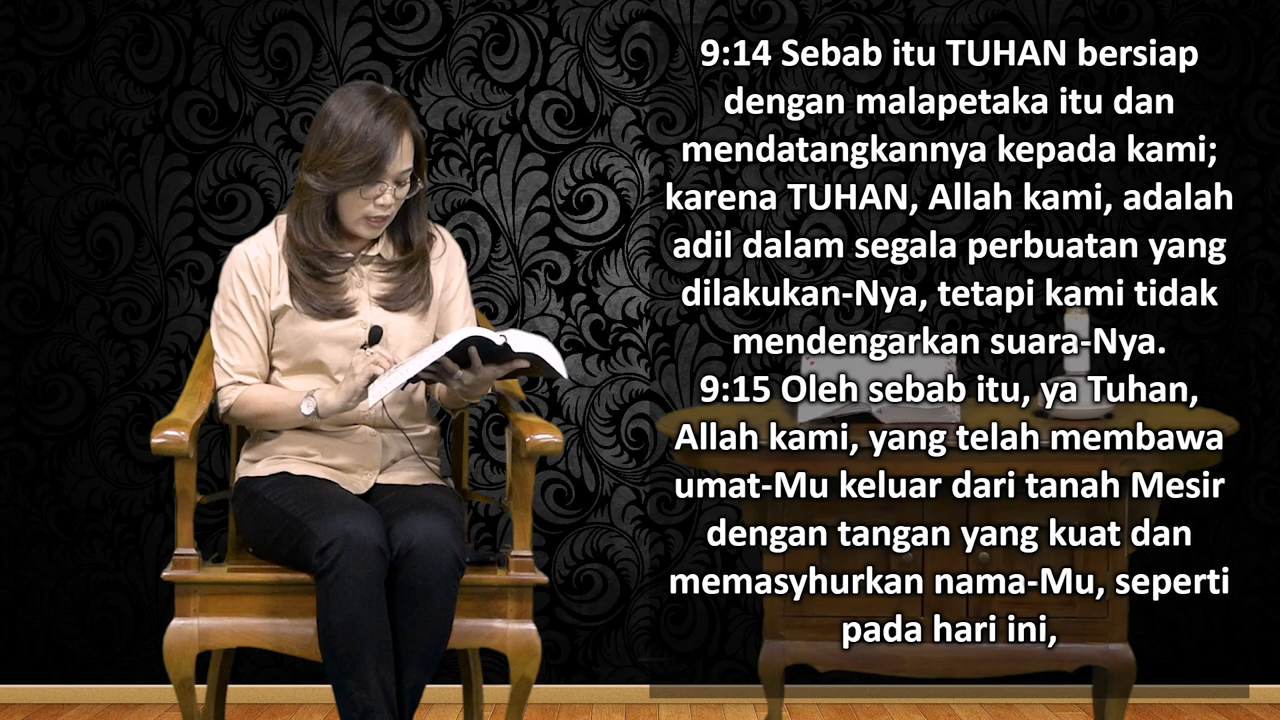 9:14 Sebab itu TUHAN bersiap
dengan malapetaka itu dan
mendatangkannya kepada kami;
karena TUHAN, Allah kami, adalah
adil dalam segala perbuatan yang
dilakukan-Nya, tetapi kami tidak
mendengarkan suara-Nya.
9:15 Oleh sebab itu, ya Tuhan,
Allah kami, yang telah membawa
umat-Mu keluar dari tanah Mesir
dengan tangan yang kuat dan
memasyhurkan nama-Mu, seperti
pada hari ini,